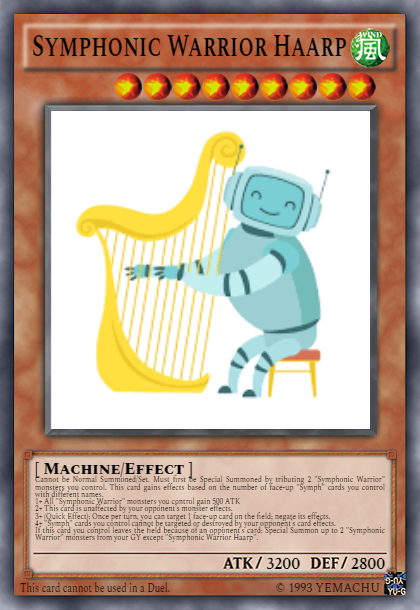 SYMPHONIC WARRIOR HAARP
WIND
風
[ MACHINE/EFFECT ]
Cannot be Normal Summoned/Set. Must first be Special Summoned by tributing 2 "Symphonic Warrior"
monsters you control. This card gains effects based on the number of face-up "Symph" cards you control
with different names.
1+ All "Symphonic Warrior" monsters you control gain 500 ATK
2+ This card is unaffected by your opponent's monster effects.
3+ (Quick Effect): Once per turn, you can target 1 face-up card on the field; negate its effects.
4+ "Symph" cards you control cannot be targeted or destroyed by your opponent's card effects.
If this card you control leaves the field because of an opponent's card: Special Summon up to 2 "Symphonic
Warrior" monsters from your GY except "Symphonic Warrior Haarp".
ATK/ 3200 DEF/ 2800
This card cannot be used in a Duel.
© 1993 YEMACHU